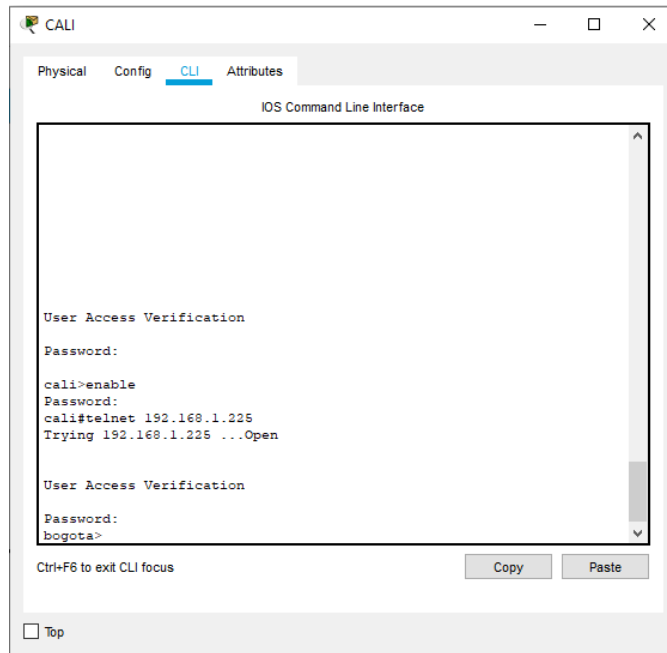 CALI
Physical Config CLI Attributes
IOS Command Line Interface
User Access Verification
Password:
cali>enable
Password:
cali#telnet 192.168.1.225
Trying 192.168.1.225 ...Open
User Access Verification
Password:
bogota>
Ctrl+F6 to exit CLI focus
Copy Paste
Top